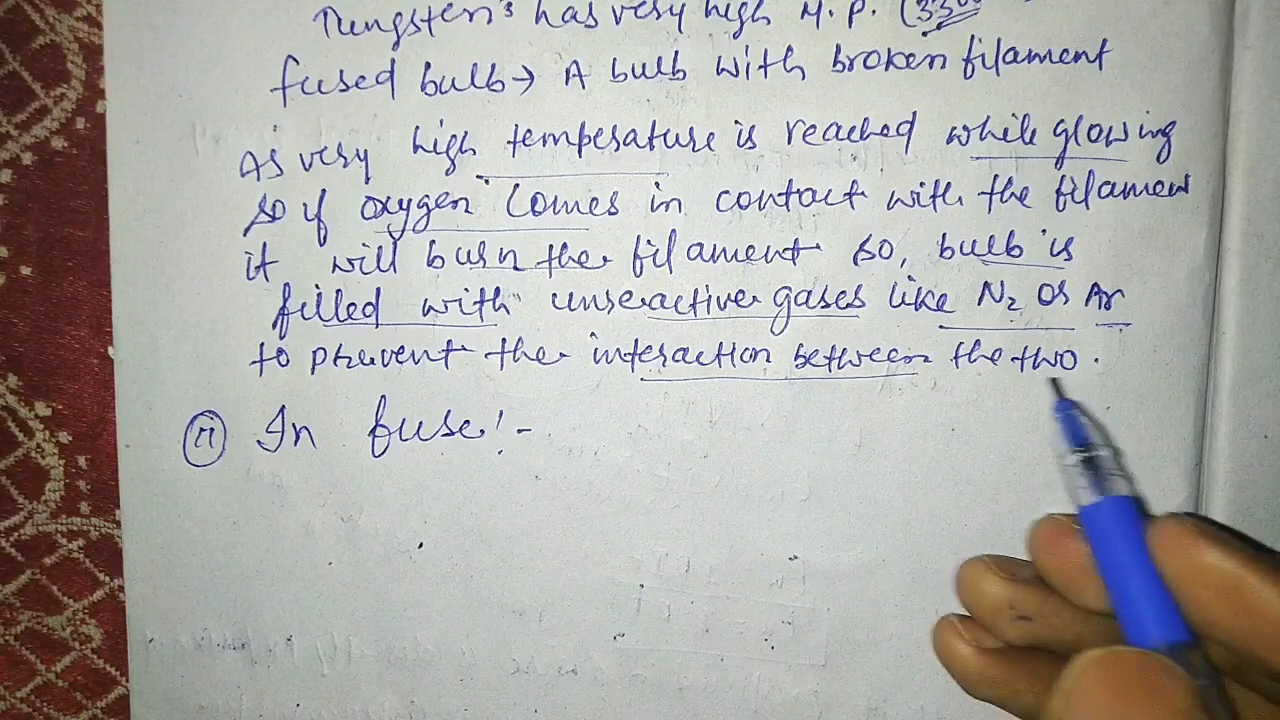 Tungsten's has very high M.P. (3380
fused bulb → A bulb with broken filament
As very high temperature is reached while glowing
so if oxygen comes in contact with the filament
it will burn the filament so, bulb is
filled with unreactive gases like N₂ or Ar
to prevent the interaction between the two.
(ii) In fuse:-